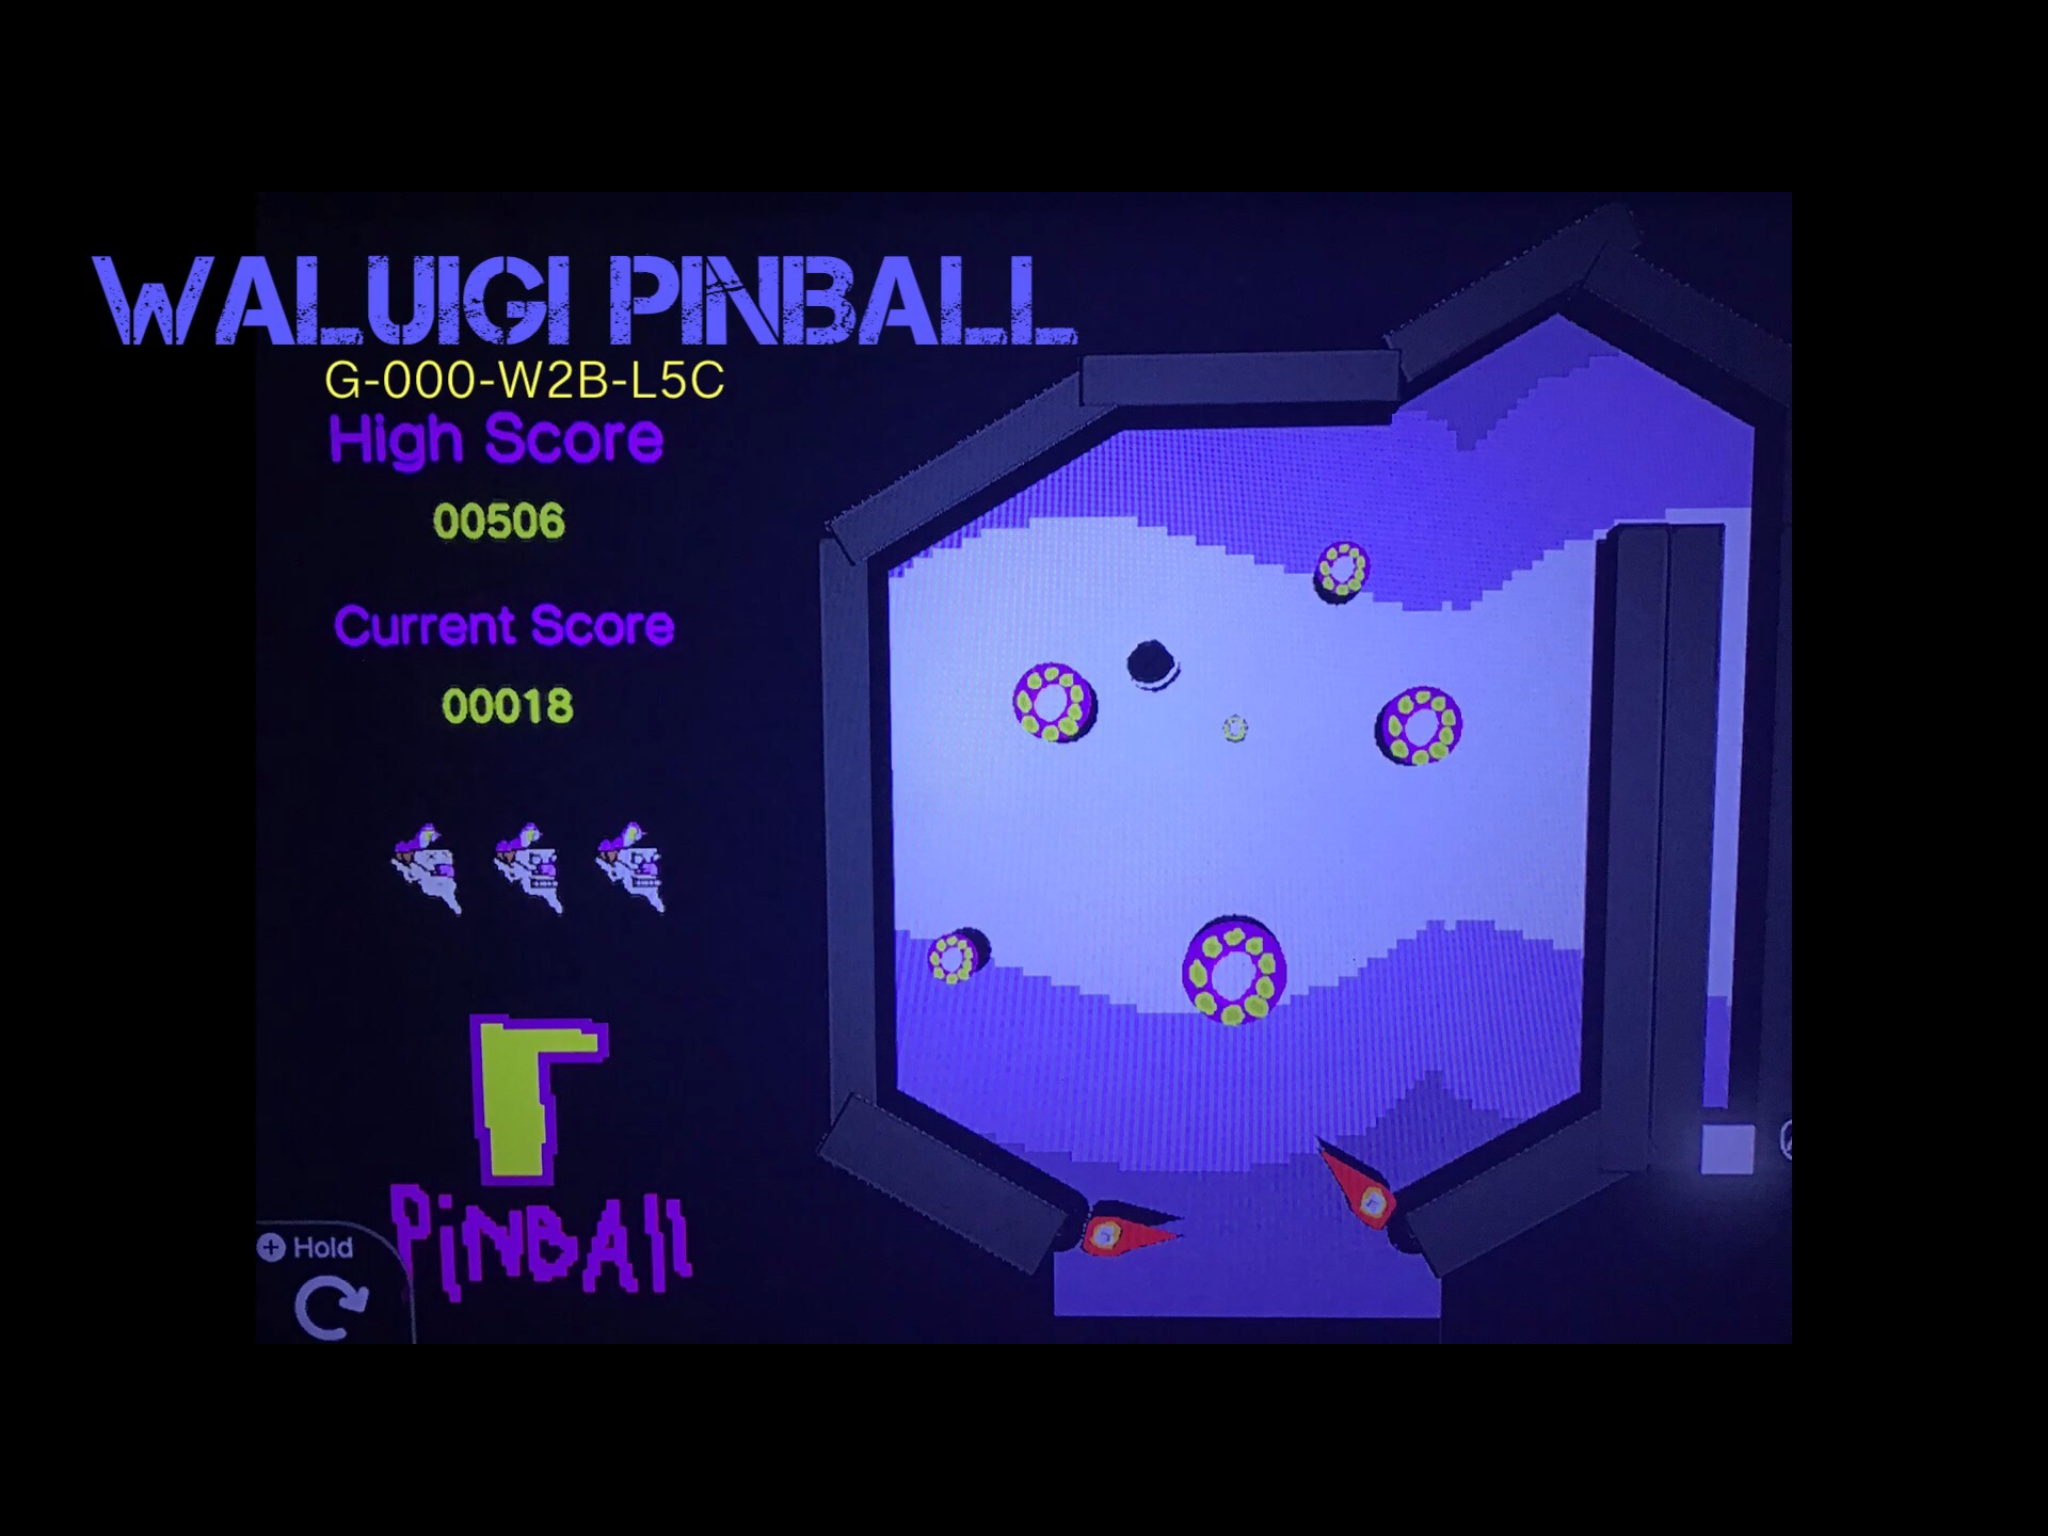 WALUIGI PINBALL
G-000-W2B-L5C
High Score
00506
Current Score
00018
PiNBAll
Hold